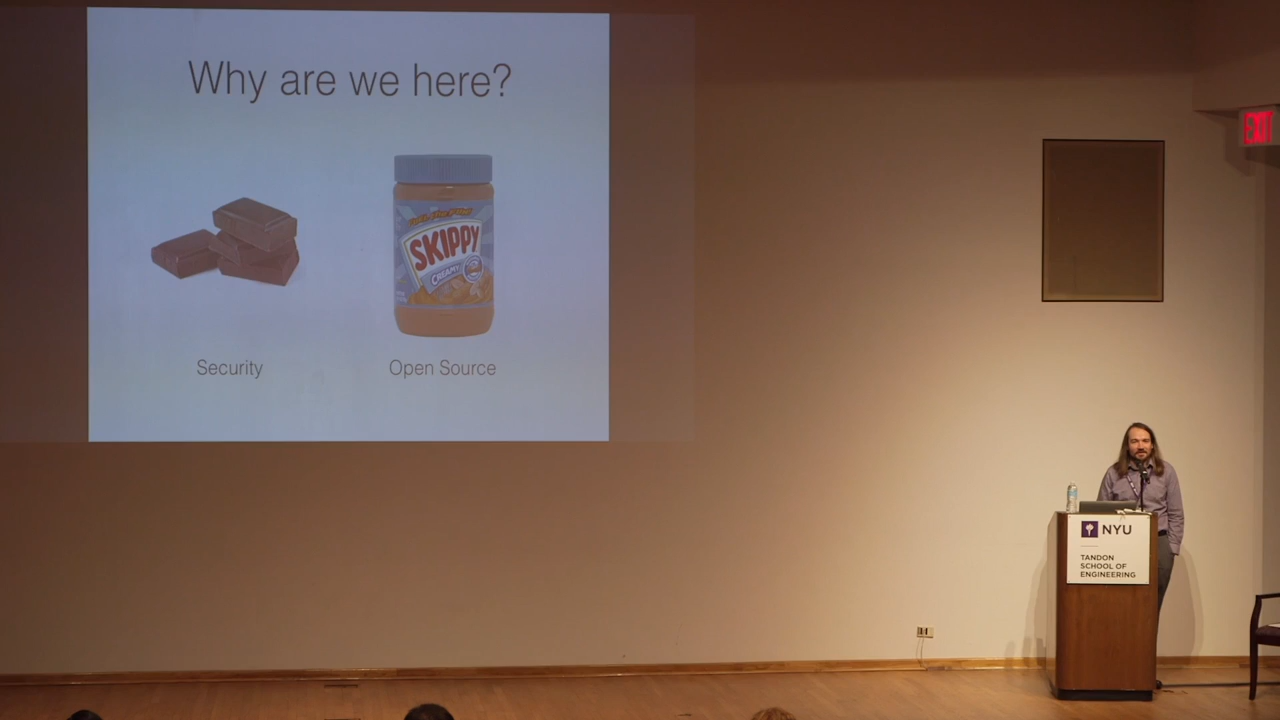 Why are we here?
SKIPPY
CREAMY
Security
Open Source
EXIT
NYU
TANDON
SCHOOL OF
ENGINEERING